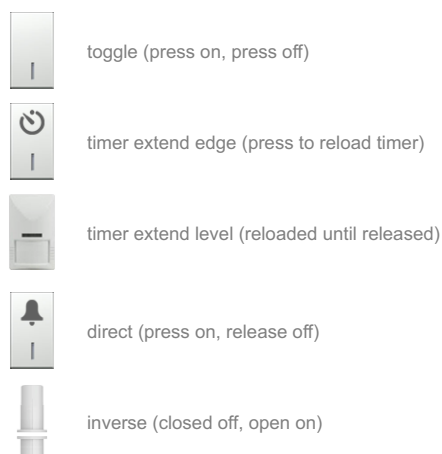 toggle (press on, press off)
timer extend edge (press to reload timer)
timer extend level (reloaded until released)
direct (press on, release off)
inverse (closed off, open on)